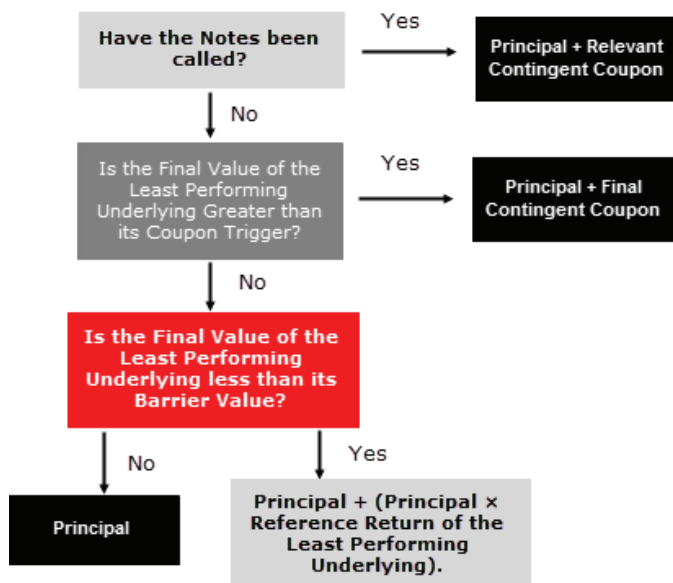 Have the Notes been
called?
Yes
Principal + Relevant
Contingent Coupon
No
Is the Final Value of the
Least Performing
Underlying Greater than
its Coupon Trigger?
Yes
Principal + Final
Contingent Coupon
No
Is the Final Value of the
Least Performing
Underlying less than its
Barrier Value?
No
Yes
Principal
Principal + (Principal ×
Reference Return of the
Least Performing
Underlying).